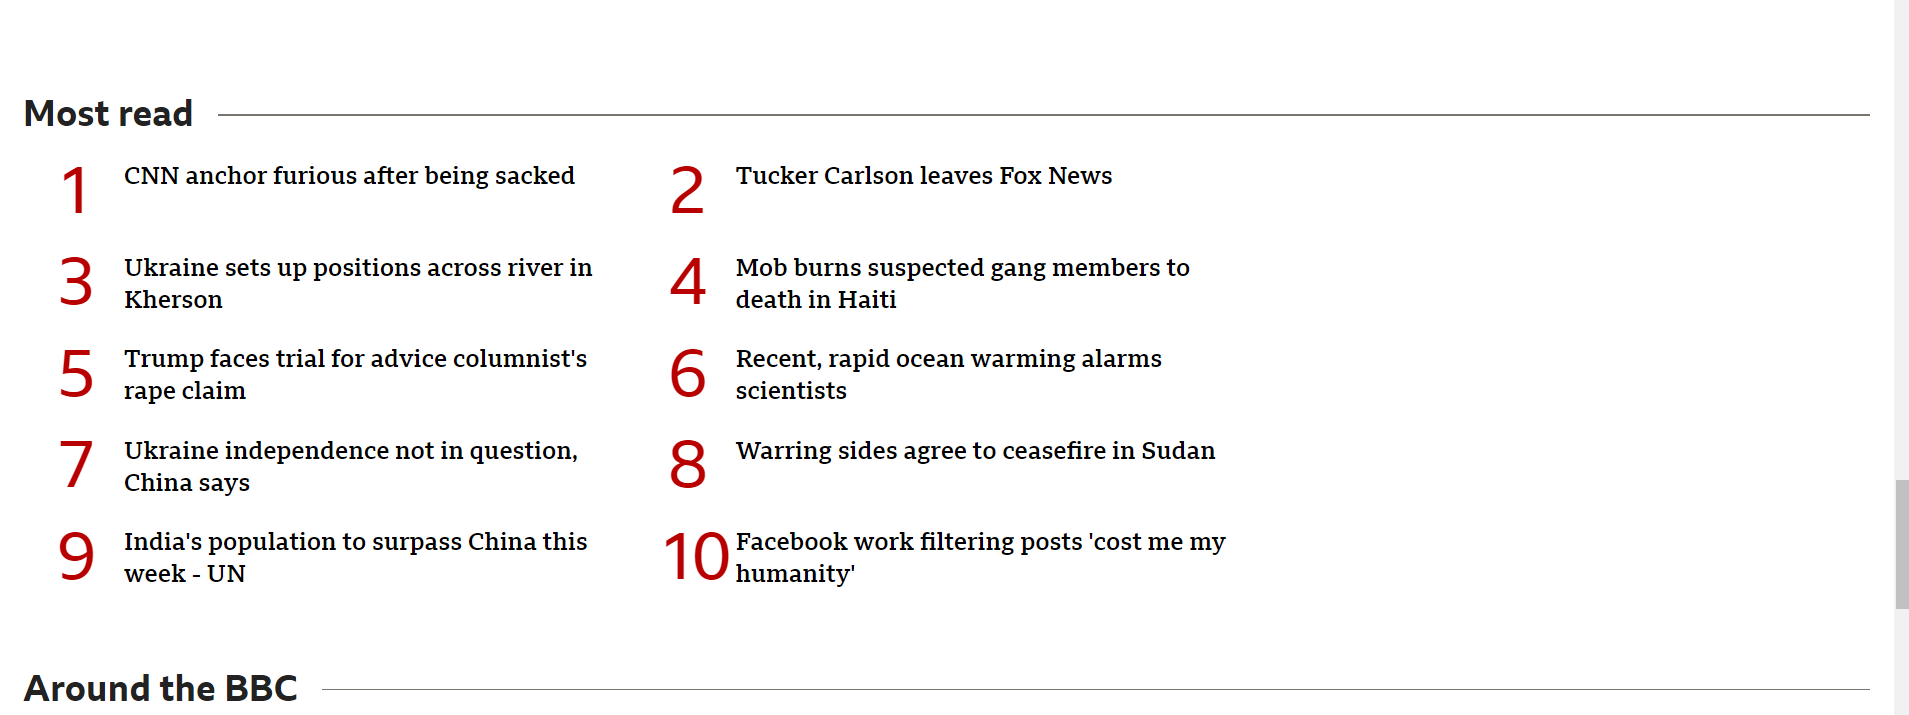 Most read
1
CNN anchor furious after being sacked
2
Tucker Carlson leaves Fox News
3
Ukraine sets up positions across river in
Kherson
4
Mob burns suspected gang members to
death in Haiti
5
Trump faces trial for advice columnist's
rape claim
6
Recent, rapid ocean warming alarms
scientists
7
Ukraine independence not in question,
China says
8
Warring sides agree to ceasefire in Sudan
9
India's population to surpass China this
week - UN
10
Facebook work filtering posts 'cost me my
humanity'
Around the BBC